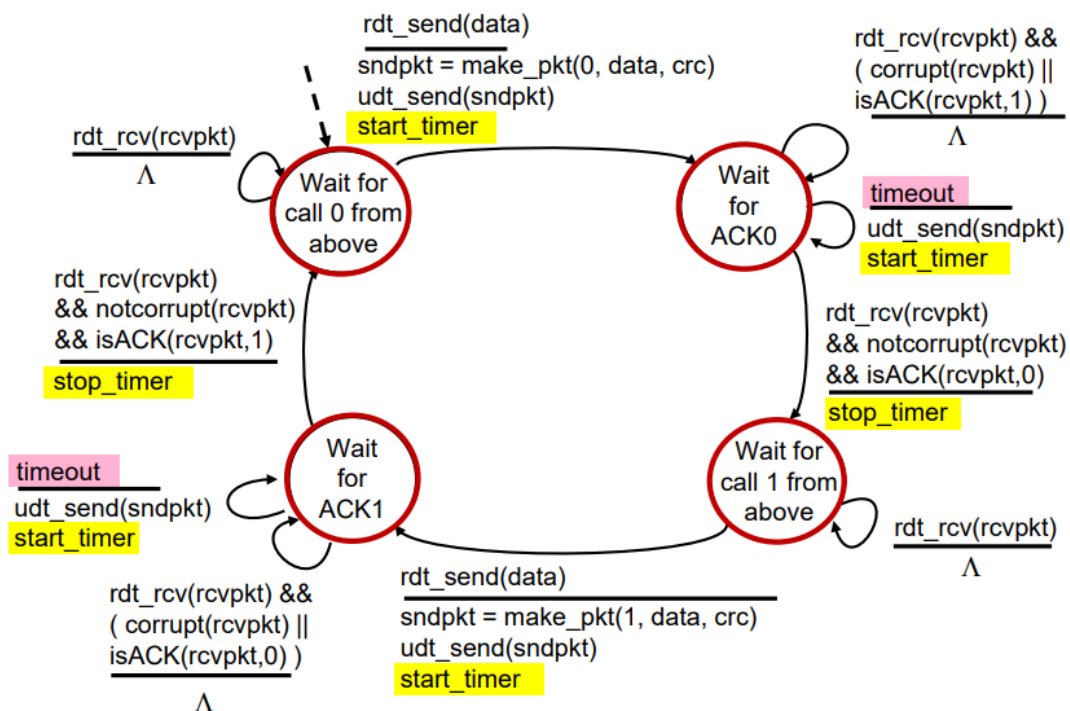 rdt_send(data)
sndpkt = make_pkt(0, data, crc)
udt_send(sndpkt)
start_timer
rdt_rcv(rcvpkt) &&
( corrupt(rcvpkt) ||
isACK(rcvpkt,1) )
Λ
rdt_rcv(rcvpkt)
Λ
Wait for
call 0 from
above
Wait
for
ACK0
timeout
udt_send(sndpkt)
start_timer
rdt_rcv(rcvpkt)
&& notcorrupt(rcvpkt)
&& isACK(rcvpkt,1)
stop_timer
rdt_rcv(rcvpkt)
&& notcorrupt(rcvpkt)
&& isACK(rcvpkt,0)
stop_timer
Wait
for
ACK1
Wait for
call 1 from
above
timeout
udt_send(sndpkt)
start_timer
rdt_rcv(rcvpkt)
Λ
rdt_rcv(rcvpkt) &&
( corrupt(rcvpkt) ||
isACK(rcvpkt,0) )
Λ
rdt_send(data)
sndpkt = make_pkt(1, data, crc)
udt_send(sndpkt)
start_timer